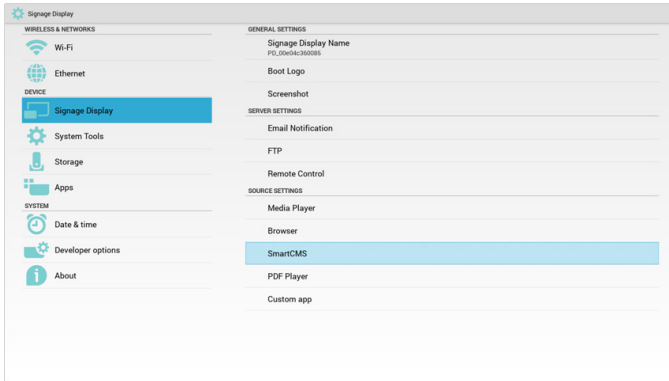 Signage Display
WIRELESS & NETWORKS
Wi-Fi
Ethernet
DEVICE
Signage Display
System Tools
Storage
Apps
SYSTEM
Date & time
Developer options
About
GENERAL SETTINGS
Signage Display Name
PD_00e04c360085
Boot Logo
Screenshot
SERVER SETTINGS
Email Notification
FTP
Remote Control
SOURCE SETTINGS
Media Player
Browser
SmartCMS
PDF Player
Custom app